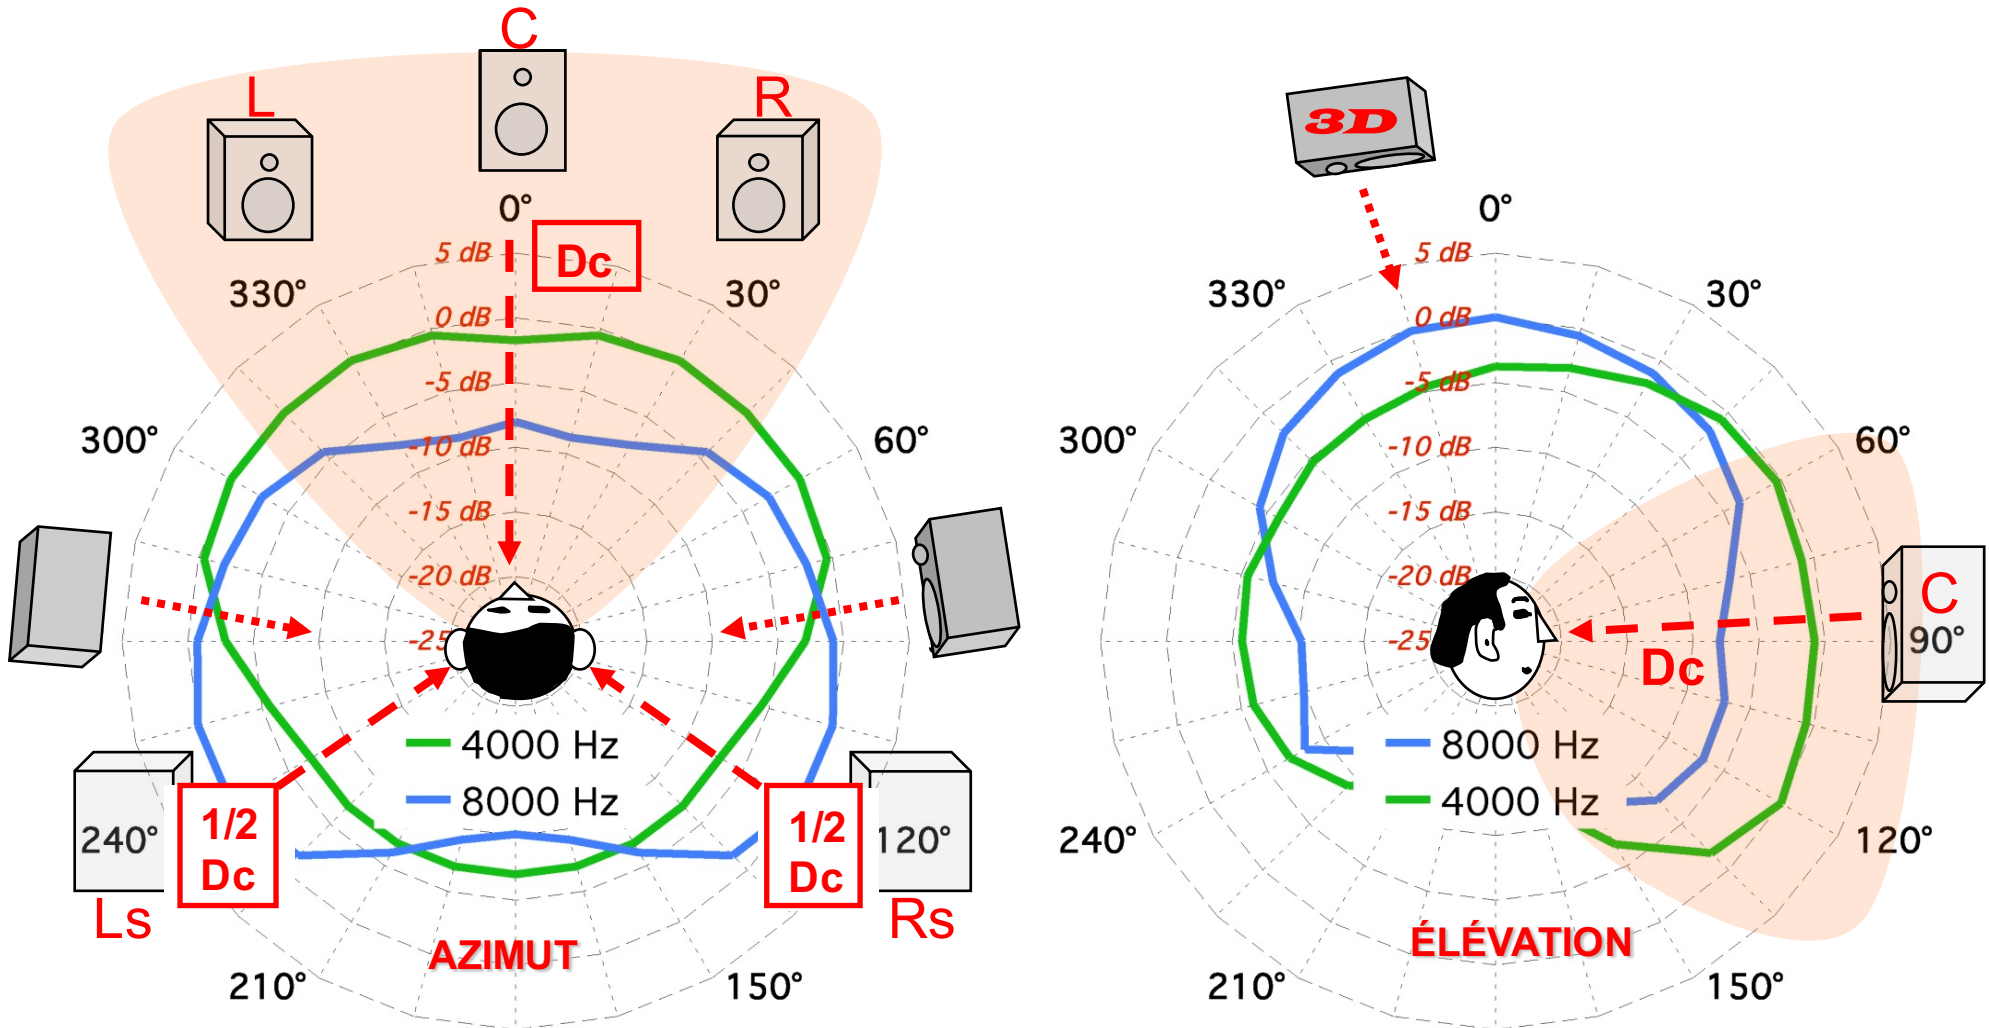 C
L
R
0°
Dc
5 dB
330°
30°
0 dB
-5 dB
300°
60°
-10 dB
-15 dB
-20 dB
-25
4000 Hz
8000 Hz
240°
1/2
Dc
1/2
Dc
120°
Ls
Rs
AZIMUT
210°
150°
3D
0°
5 dB
330°
30°
0 dB
-5 dB
300°
60°
-10 dB
-15 dB
-20 dB
-25
C
90°
Dc
8000 Hz
4000 Hz
240°
120°
ÉLÉVATION
210°
150°